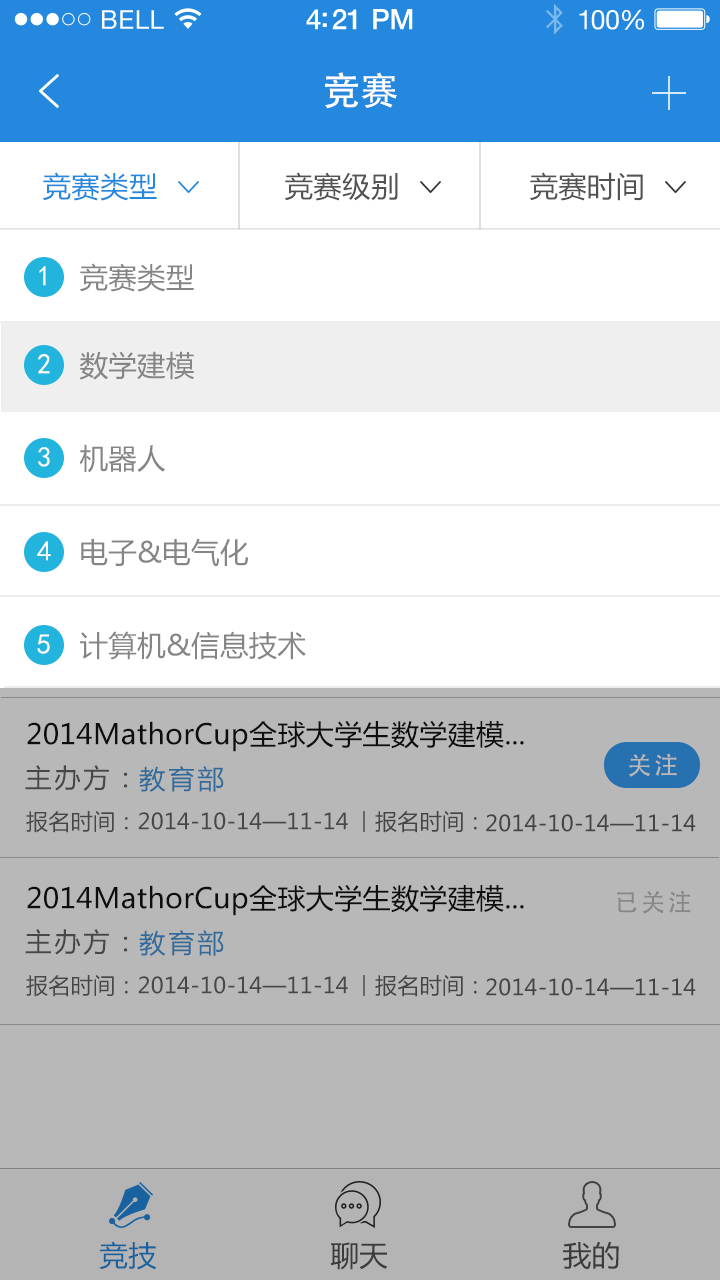 BELL 4:21 PM 100%
竞赛
竞赛类型 竞赛级别 竞赛时间
1 竞赛类型
2 数学建模
3 机器人
4 电子&电气化
5 计算机&信息技术
2014MathorCup全球大学生数学建模...
关注
主办方：教育部
报名时间：2014-10-14—11-14｜报名时间：2014-10-14—11-14
2014MathorCup全球大学生数学建模...
已关注
主办方：教育部
报名时间：2014-10-14—11-14｜报名时间：2014-10-14—11-14
竞技 聊天 我的